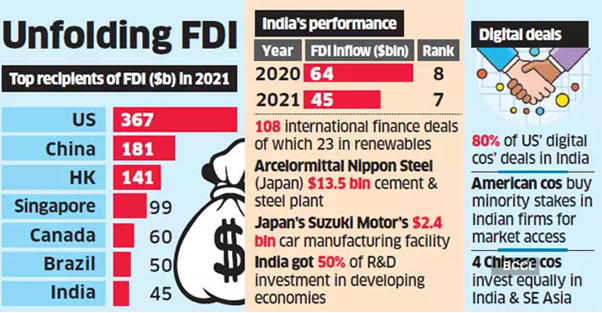 Unfolding FDI
Top recipients of FDI ($b) in 2021
US 367
China 181
HK 141
Singapore 99
Canada 60
Brazil 50
India 45
$
India's performance
Year FDI Inflow ($bln) Rank
2020 64 8
2021 45 7
108 international finance deals
of which 23 in renewables
Arcelormittal Nippon Steel
(Japan) $13.5 bln cement &
steel plant
Japan's Suzuki Motor's $2.4
bln car manufacturing facility
India got 50% of R&D
investment in developing
economies
Digital deals
80% of US' digital
cos' deals in India
American cos buy
minority stakes in
Indian firms for
market access
4 Chinese cos
invest equally in
India & SE Asia